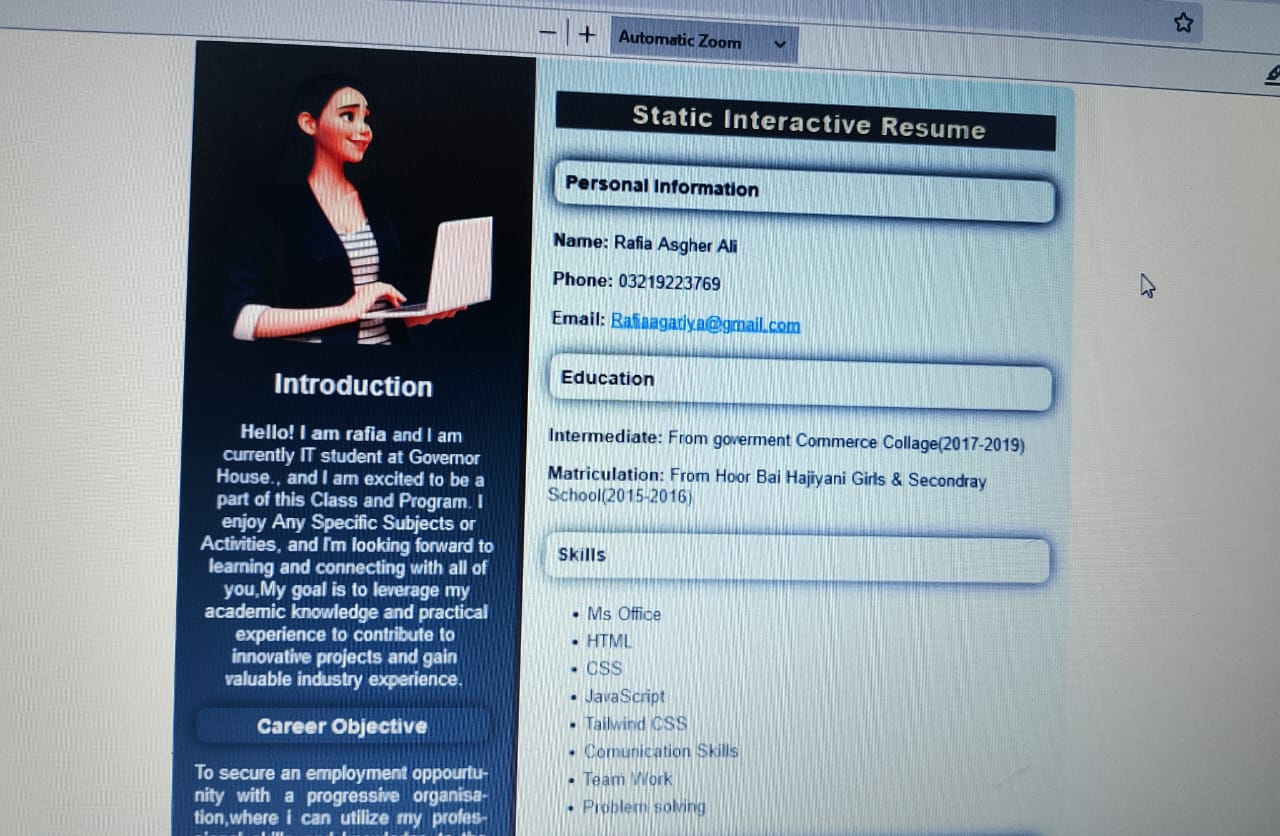 Automatic Zoom
Static Interactive Resume
Personal Information
Name: Rafia Asgher Ali
Phone: 03219223769
Email: Rafiaagariya@gmail.com
Education
Intermediate: From goverment Commerce Collage(2017-2019)
Matriculation: From Hoor Bai Hajiyani Girls & Secondray
School(2015-2016)
Skills
• Ms Office
• HTML
• CSS
• JavaScript
• Tailwind CSS
• Comunication Skills
• Team Work
• Problem solving
Introduction
Hello! I am rafia and I am
currently IT student at Governor
House., and I am excited to be a
part of this Class and Program. I
enjoy Any Specific Subjects or
Activities, and I'm looking forward to
learning and connecting with all of
you,My goal is to leverage my
academic knowledge and practical
experience to contribute to
innovative projects and gain
valuable industry experience.
Career Objective
To secure an employment oppourtu-
nity with a progressive organisa-
tion,where i can utilize my profes-